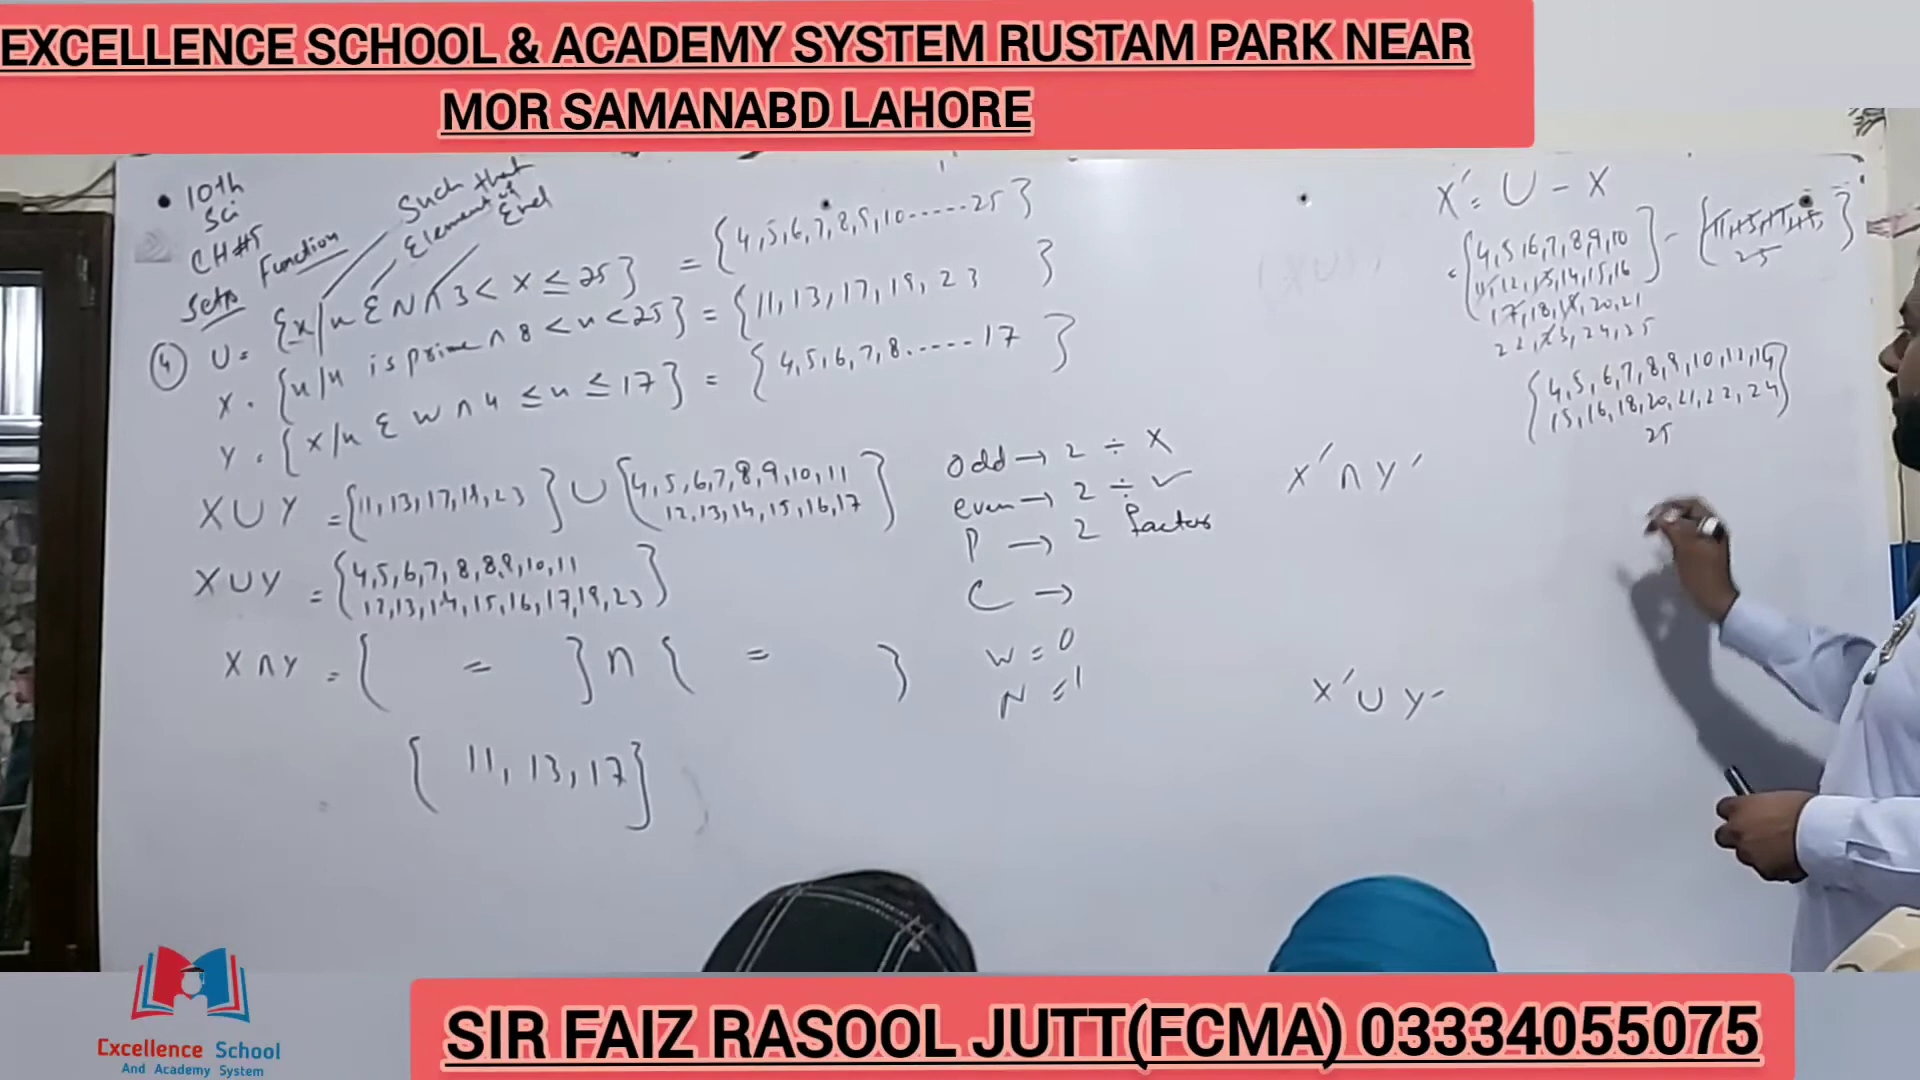 EXCELLENCE SCHOOL & ACADEMY SYSTEM RUSTAM PARK NEAR
MOR SAMANABD LAHORE
10th
Sci
CH#5
Function
Sets
Such that
Element of
End
④ U = {x/x Ɛ N ∧ 3 < x ≤ 25} = {4,5,6,7,8,9,10......25}
X = {x/x is prime ∧ 8 < x < 25} = {11, 13, 17, 19, 23 }
Y = {x/x Ɛ W ∧ 4 ≤ x ≤ 17} = {4,5,6,7,8.....17 }
X U Y = {11, 13, 17, 19, 23 } U {4,5,6,7,8,9,10,11
12,13,14,15,16,17}
X U Y = {4,5,6,7,8,8,9,10,11
12,13,14,15,16,17,19,23}
X ∩ Y = { = } ∩ { = }
{ 11, 13, 17}
Odd → 2 ÷ X
even → 2 ÷ ✓
P → 2 factors
C →
W = 0
N = 1
X' = U - X
= {4,5,6,7,8,9,10
11,12,13,14,15,16
17,18,19,20,21
22,23,24,25
25 }
{4,5,6,7,8,9,10,12,14
15,16,18,20,21,22,24}
25
X' ∩ Y'
X' U Y'
Excellence School
And Academy System
SIR FAIZ RASOOL JUTT(FCMA) 03334055075